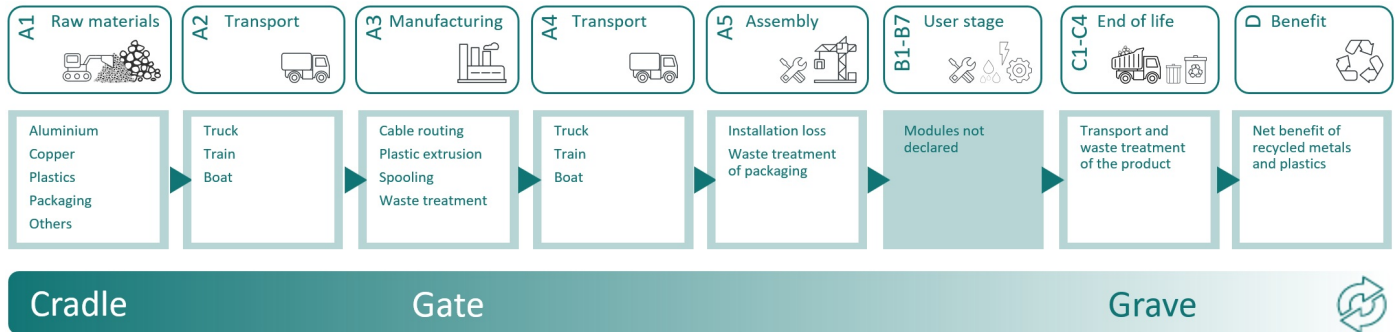 A1 Raw materials
A2 Transport
A3 Manufacturing
A4 Transport
A5 Assembly
B1-B7 User stage
C1-C4 End of life
D Benefit
Aluminium
Copper
Plastics
Packaging
Others
Truck
Train
Boat
Cable routing
Plastic extrusion
Spooling
Waste treatment
Truck
Train
Boat
Installation loss
Waste treatment
of packaging
Modules not
declared
Transport and
waste treatment
of the product
Net benefit of
recycled metals
and plastics
Cradle
Gate
Grave